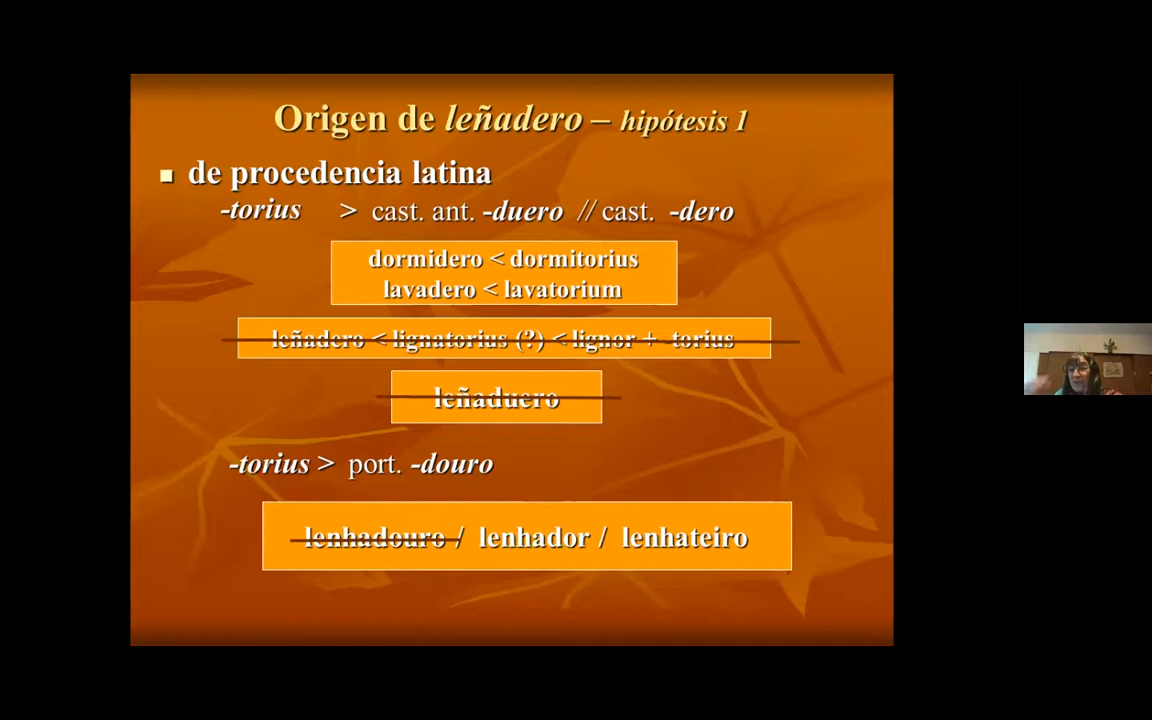 Origen de leñadero – hipótesis 1
de procedencia latina
-torius > cast. ant. -duero // cast. -dero
dormidero < dormitorius
lavadero < lavatorium
leñadero < lignatorius (?) < lignor + -torius
leñaduero
-torius > port. -douro
lenhadouro / lenhador / lenhateiro